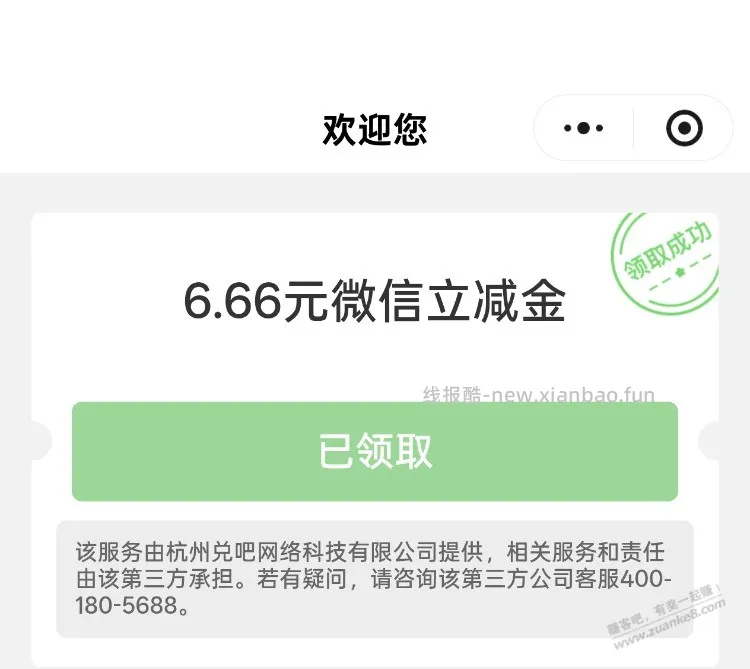 欢迎您
领取成功
6.66元微信立减金
线报酷-new.xianbao.fun
已领取
该服务由杭州兑吧网络科技有限公司提供，相关服务和责任
由该第三方承担。若有疑问，请咨询该第三方公司客服400-
180-5688。
赚客吧，有奖一起赚！
www.zuanke8.com